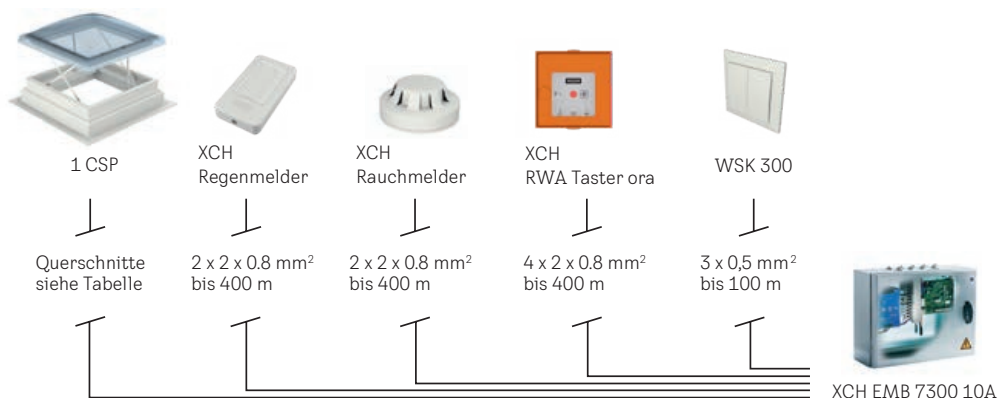 1 CSP
XCH
Regenmelder
XCH
Rauchmelder
XCH
RWA Taster ora
WSK 300
Querschnitte
siehe Tabelle
2 x 2 x 0.8 mm²
bis 400 m
2 x 2 x 0.8 mm²
bis 400 m
4 x 2 x 0.8 mm²
bis 400 m
3 x 0,5 mm²
bis 100 m
XCH EMB 7300 10A